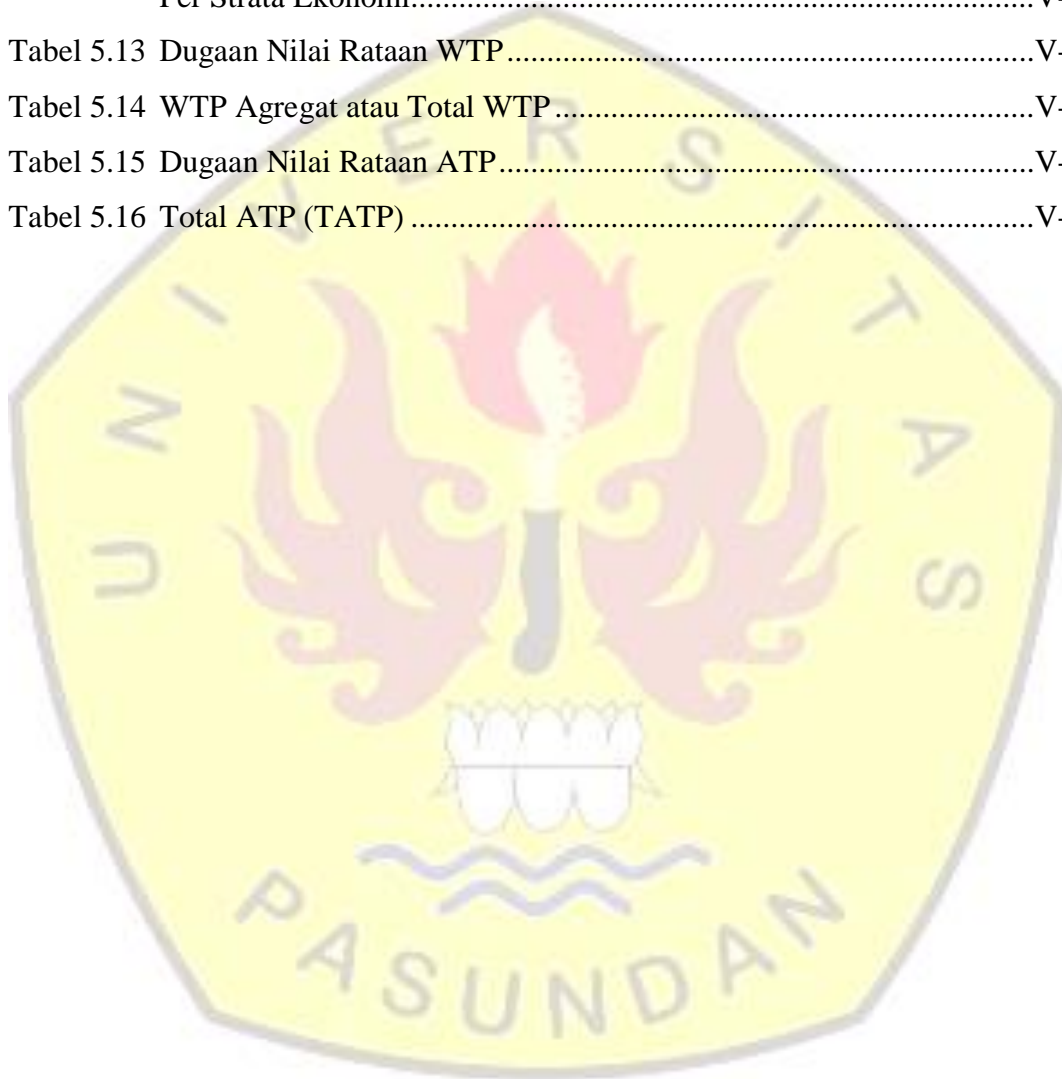 Per Strata Ekonomi..............................................................................V-
Tabel 5.13 Dugaan Nilai Rataan WTP..................................................................V-
Tabel 5.14 WTP Agregat atau Total WTP............................................................V-
Tabel 5.15 Dugaan Nilai Rataan ATP...................................................................V-
Tabel 5.16 Total ATP (TATP)..............................................................................V-
UNIVERSITAS
PASUNDAN